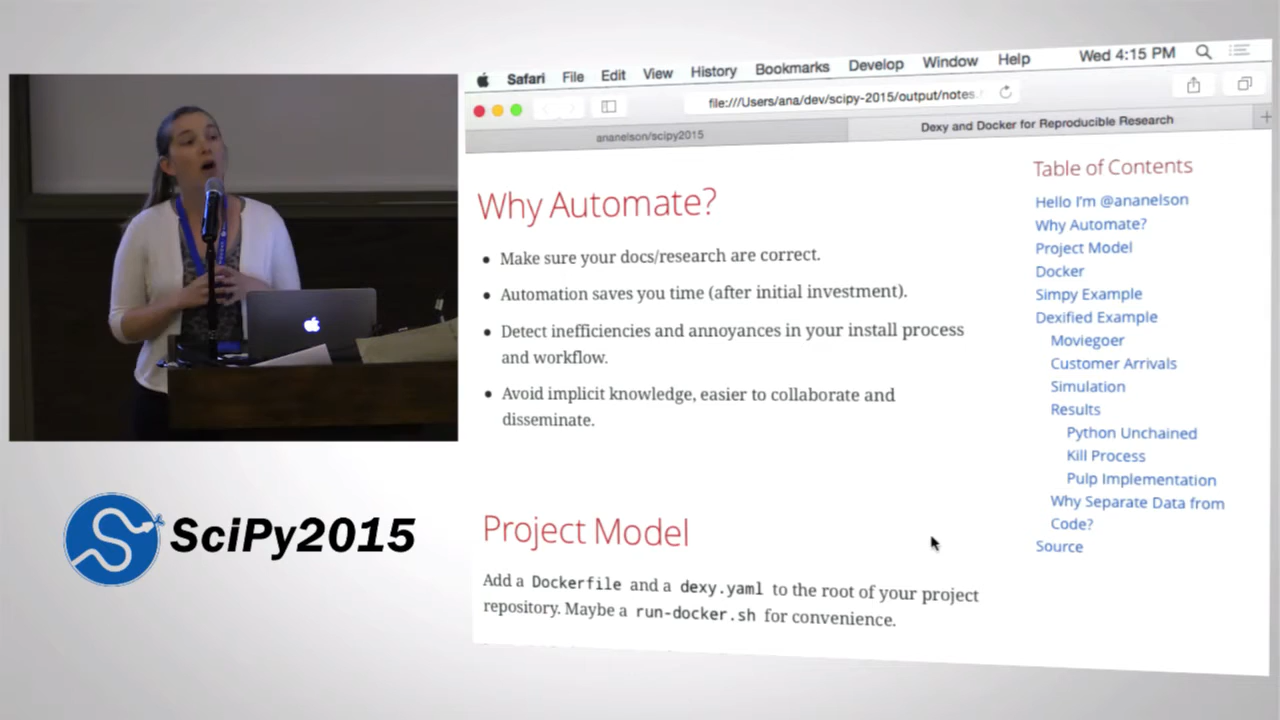 Safari File Edit View History Bookmarks Develop Window Help Wed 4:15 PM
file:///Users/ana/dev/scipy-2015/output/notes.
ananelson/scipy2015
Dexy and Docker for Reproducible Research
Why Automate?
• Make sure your docs/research are correct.
• Automation saves you time (after initial investment).
• Detect inefficiencies and annoyances in your install process
and workflow.
• Avoid implicit knowledge, easier to collaborate and
disseminate.
Project Model
Add a Dockerfile and a dexy.yaml to the root of your project
repository. Maybe a run-docker.sh for convenience.
Table of Contents
Hello I'm @ananelson
Why Automate?
Project Model
Docker
Simpy Example
Dexified Example
Moviegoer
Customer Arrivals
Simulation
Results
Python Unchained
Kill Process
Pulp Implementation
Why Separate Data from
Code?
Source
SciPy2015